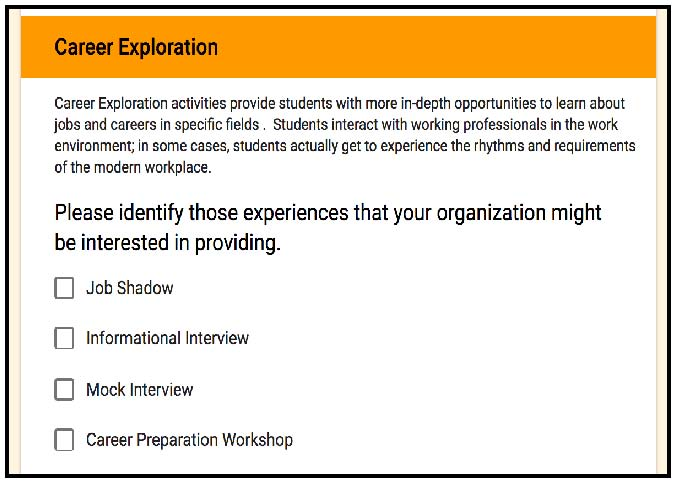 Career Exploration
Career Exploration activities provide students with more in-depth opportunities to learn about
jobs and careers in specific fields .  Students interact with working professionals in the work
environment; in some cases, students actually get to experience the rhythms and requirements
of the modern workplace.
Please identify those experiences that your organization might
be interested in providing.
Job Shadow
Informational Interview
Mock Interview
Career Preparation Workshop